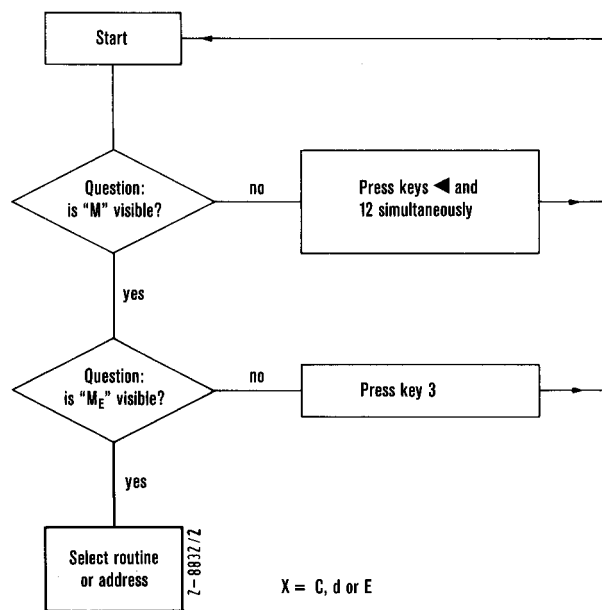 Start
Question:
is "M" visible?
no
Press keys ◀ and
12 simultaneously
yes
Question:
is "M_E" visible?
no
Press key 3
yes
Select routine
or address
Z-8832/2
X = C, d or E